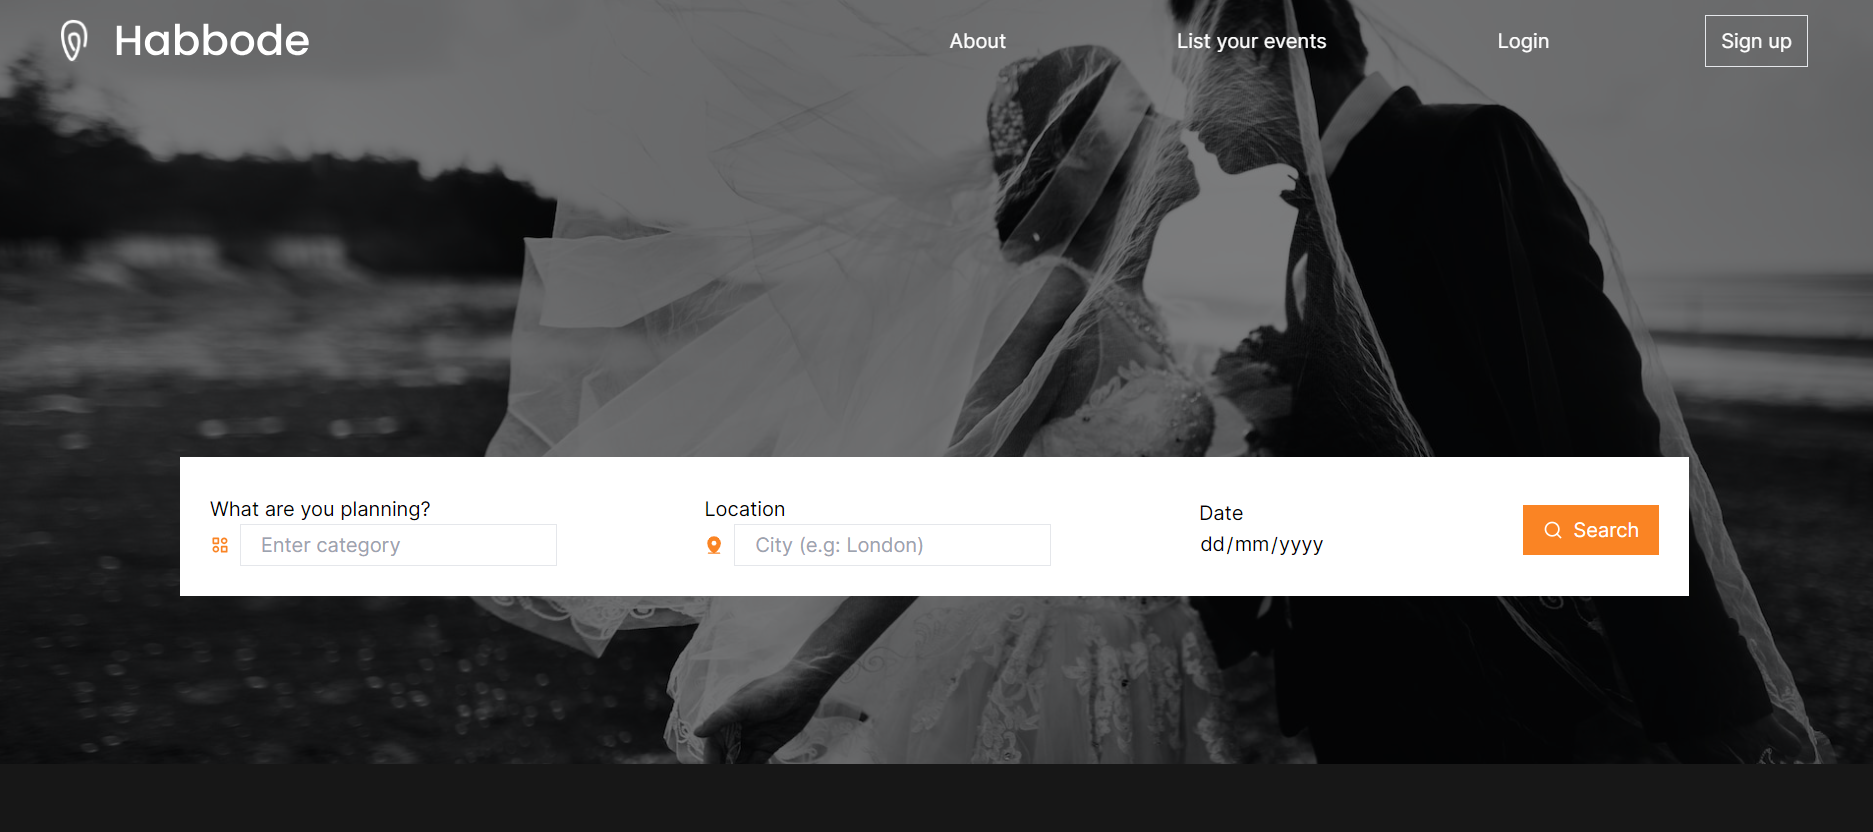 Habbode
About
List your events
Login
Sign up
What are you planning?
Enter category
Location
City (e.g: London)
Date
dd/mm/yyyy
Search